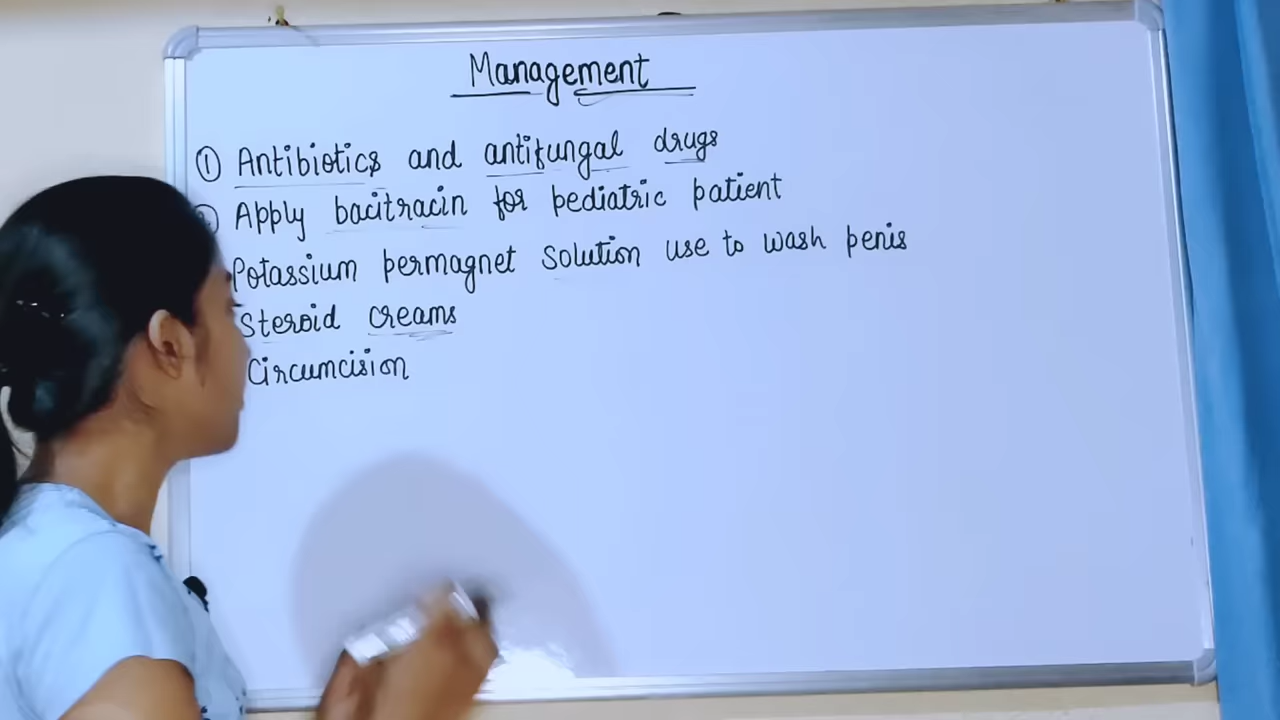 Management
① Antibiotics and antifungal drugs
Apply bacitracin for pediatric patient
Potassium permagnet solution use to wash penis
Steroid creams
Circumcision